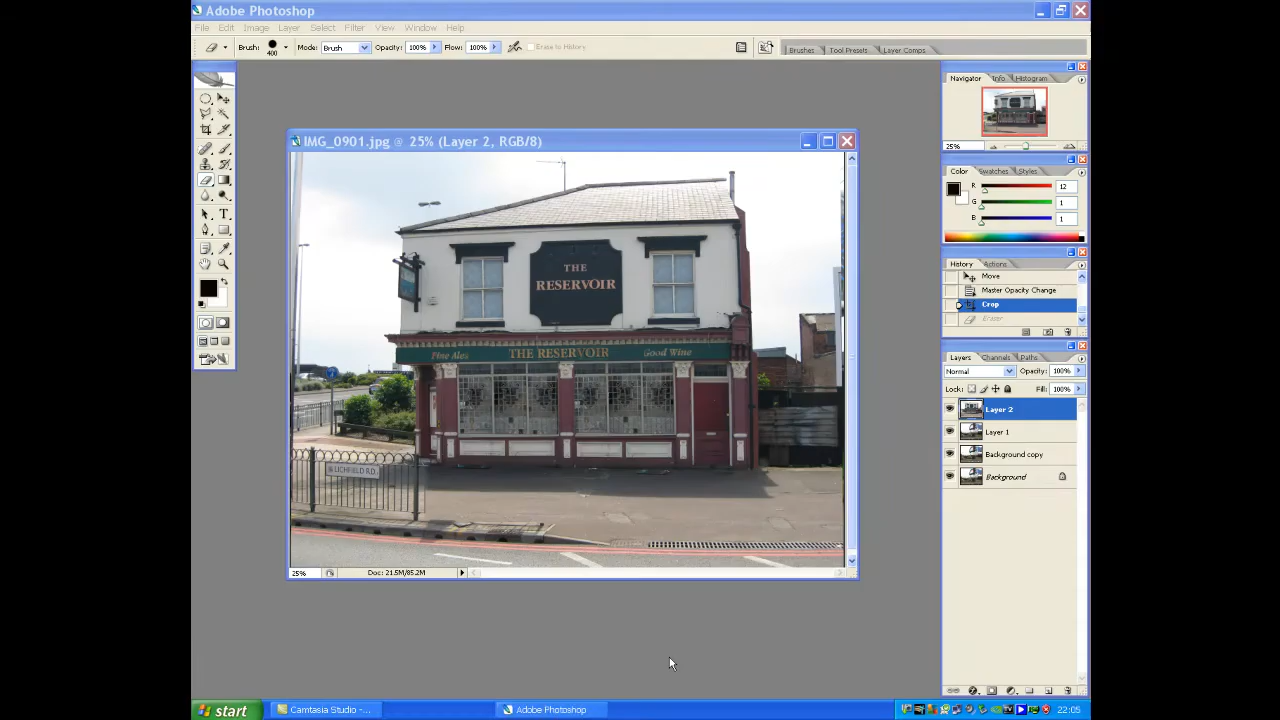 Adobe Photoshop
File Edit Image Layer Select Filter View Window Help
Brush: 400 Mode: Brush Opacity: 100% Flow: 100% Erase to History
Brushes Tool Presets Layer Comps
IMG_0901.jpg @ 25% (Layer 2, RGB/8)
THE
RESERVOIR
Fine Ales THE RESERVOIR Good Wine
LICHFIELD RD.
25% Doc: 21.5M/85.2M
Navigator Info Histogram
25%
Color Swatches Styles
R 12
G 1
B 1
History Actions
Move
Master Opacity Change
Crop
Eraser
Layers Channels Paths
Normal Opacity: 100%
Lock: Fill: 100%
Layer 2
Layer 1
Background copy
Background
start Camtasia Studio -... Adobe Photoshop 22:05